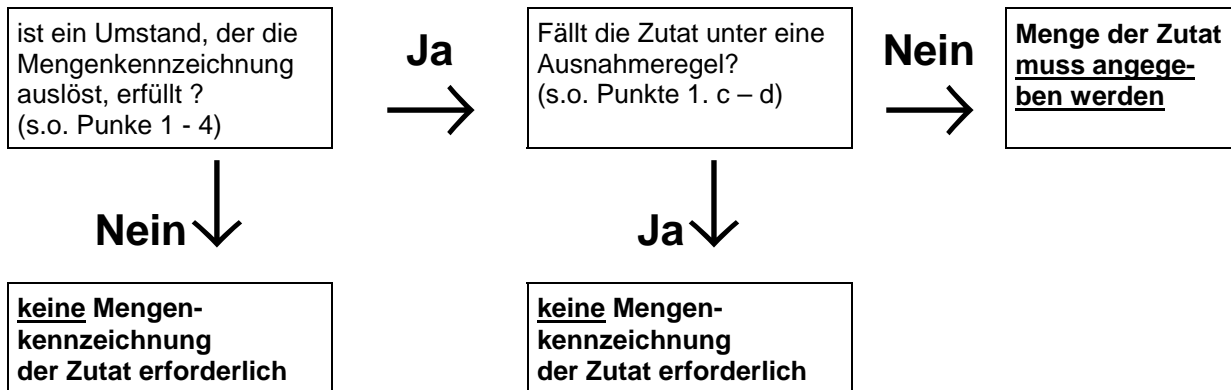 ist ein Umstand, der die
Mengenkennzeichnung
auslöst, erfüllt ?
(s.o. Punke 1 - 4)
Ja
Fällt die Zutat unter eine
Ausnahmeregel?
(s.o. Punkte 1. c – d)
Nein
Menge der Zutat
muss angege-
ben werden
Nein
Ja
keine Mengen-
kennzeichnung
der Zutat erforderlich
keine Mengen-
kennzeichnung
der Zutat erforderlich